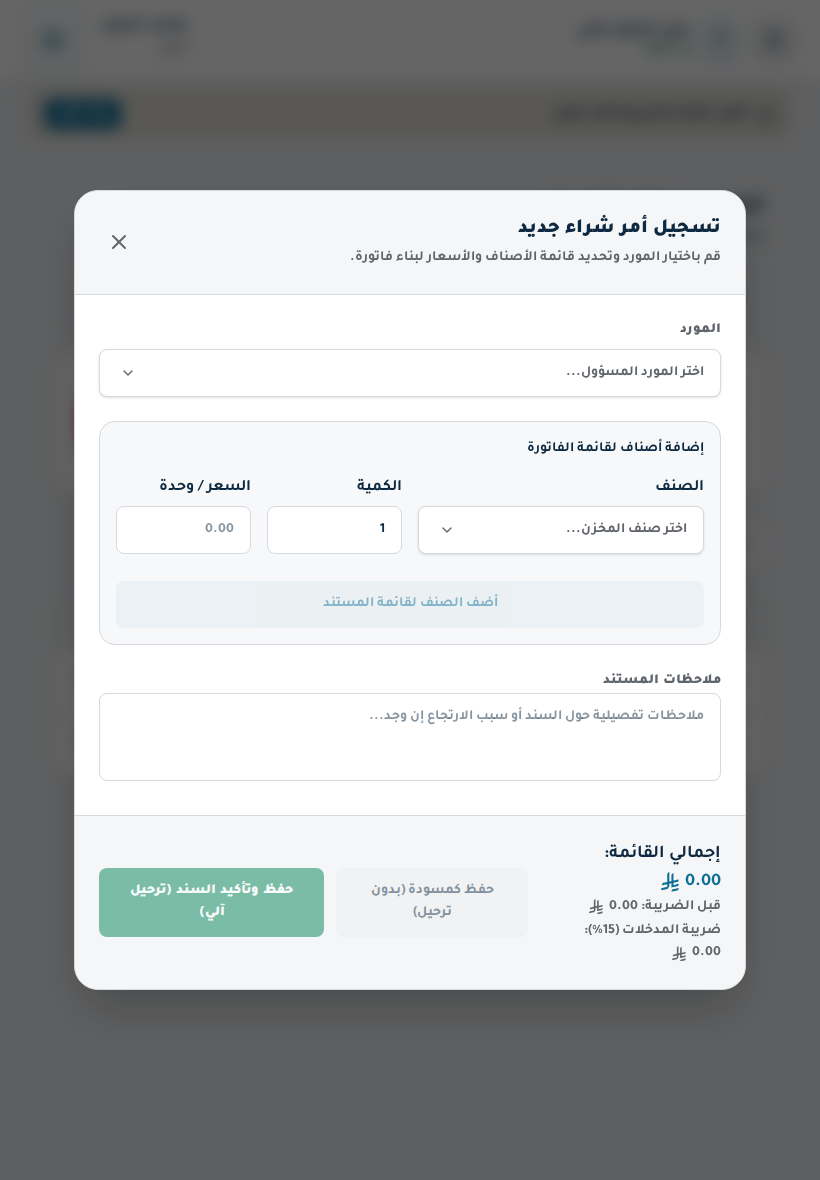 تسجيل أمر شراء جديد
قم باختيار المورد وتحديد قائمة الأصناف والأسعار لبناء فاتورة.
المورد
اختر المورد المسؤول...
إضافة أصناف لقائمة الفاتورة
الصنف
الكمية
السعر / وحدة
اختر صنف المخزن...
1
0.00
أضف الصنف لقائمة المستند
ملاحظات المستند
ملاحظات تفصيلية حول السند أو سبب الارتجاع إن وجد...
إجمالي القائمة:
0.00
قبل الضريبة: 0.00
ضريبة المدخلات (15%):
0.00
حفظ كمسودة (بدون
ترحيل)
حفظ وتأكيد السند (ترحيل
آلي)